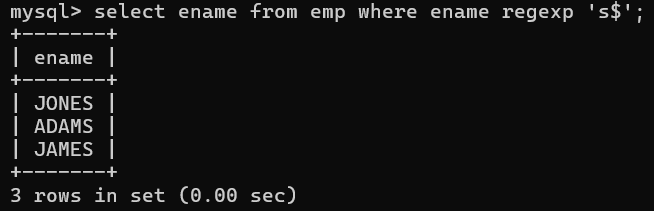 mysql> select ename from emp where ename regexp 's$';
+-------+
| ename |
+-------+
| JONES |
| ADAMS |
| JAMES |
+-------+
3 rows in set (0.00 sec)